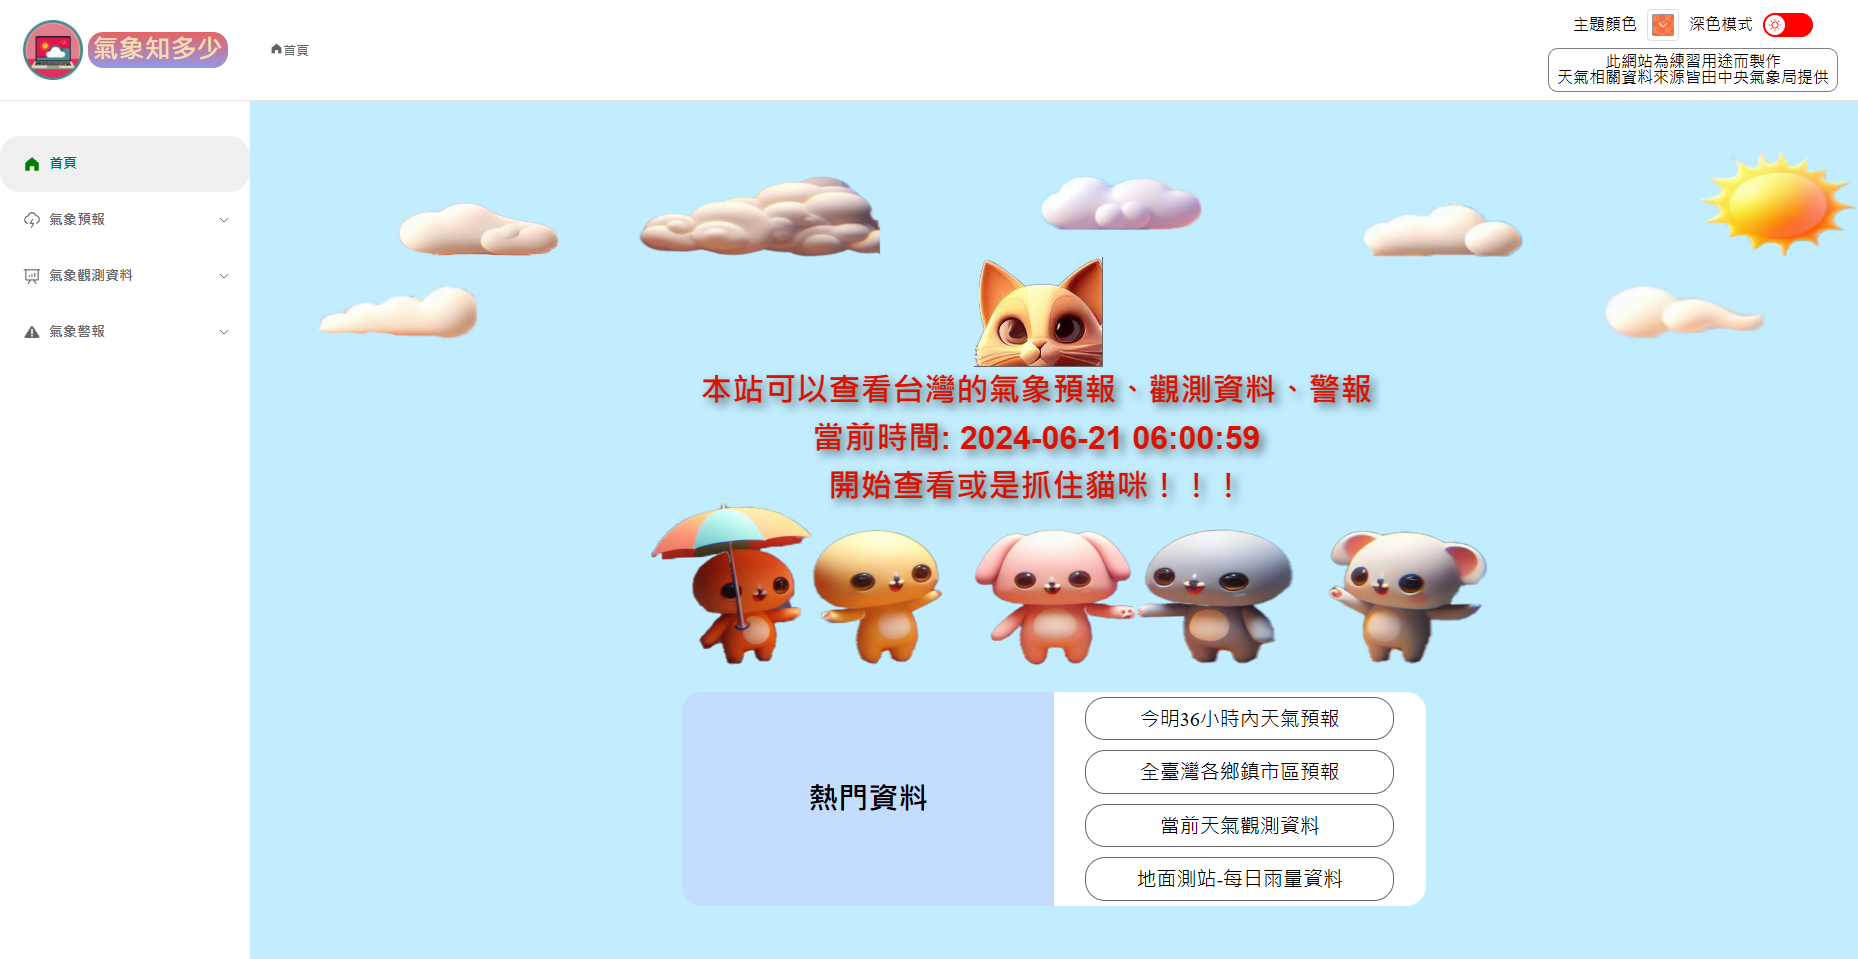 氣象知多少
首頁
主題顏色
深色模式
此網站為練習用途而製作
天氣相關資料來源皆由中央氣象局提供
首頁
氣象預報
氣象觀測資料
氣象警報
本站可以查看台灣的氣象預報、觀測資料、警報
當前時間: 2024-06-21 06:00:59
開始查看或是抓住貓咪！！！
熱門資料
今明36小時內天氣預報
全臺灣各鄉鎮市區預報
當前天氣觀測資料
地面測站-每日雨量資料